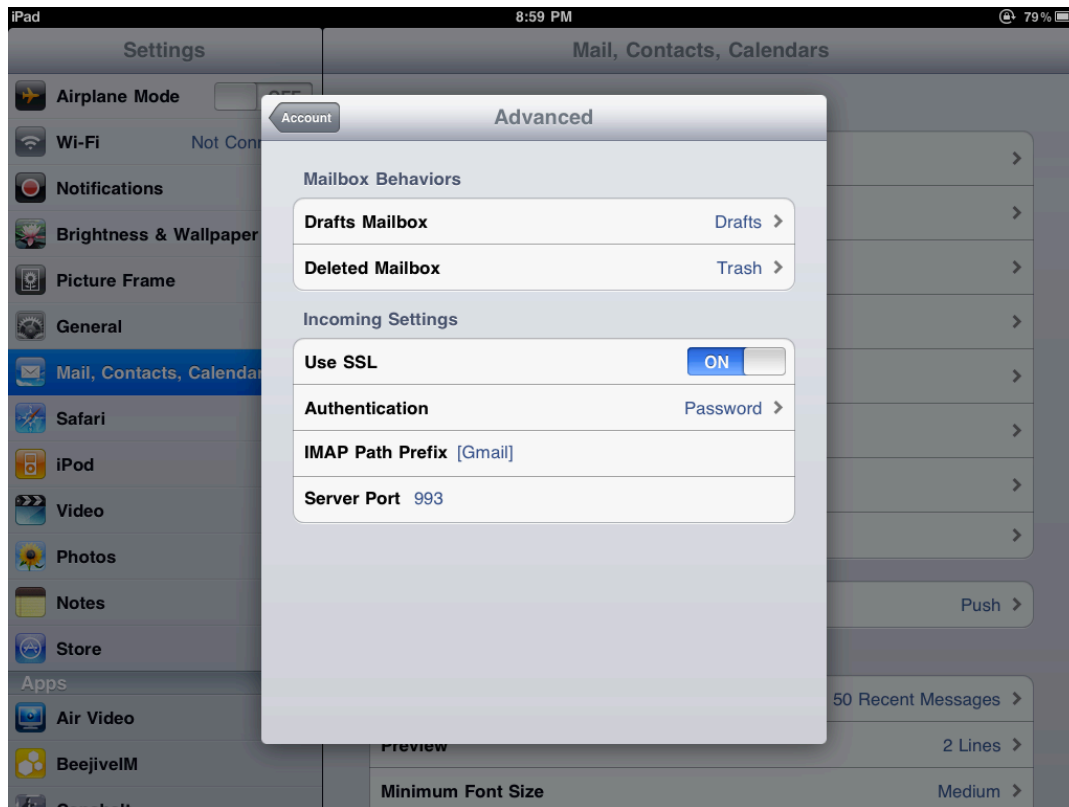 iPad 8:59 PM 79%
Settings
Mail, Contacts, Calendars
Airplane Mode
Wi-Fi Not
Notifications
Brightness & Wallpaper
Picture Frame
General
Mail, Contacts,
Safari
iPod
Video
Photos
Notes
Store
Apps
Air Video
BeejiveIM
Account
Advanced
Mailbox Behaviors
Drafts Mailbox Drafts
Deleted Mailbox Trash
Incoming Settings
Use SSL ON
Authentication Password
IMAP Path Prefix [Gmail]
Server Port 993
Push
50 Recent Messages
Preview 2 Lines
Minimum Font Size Medium